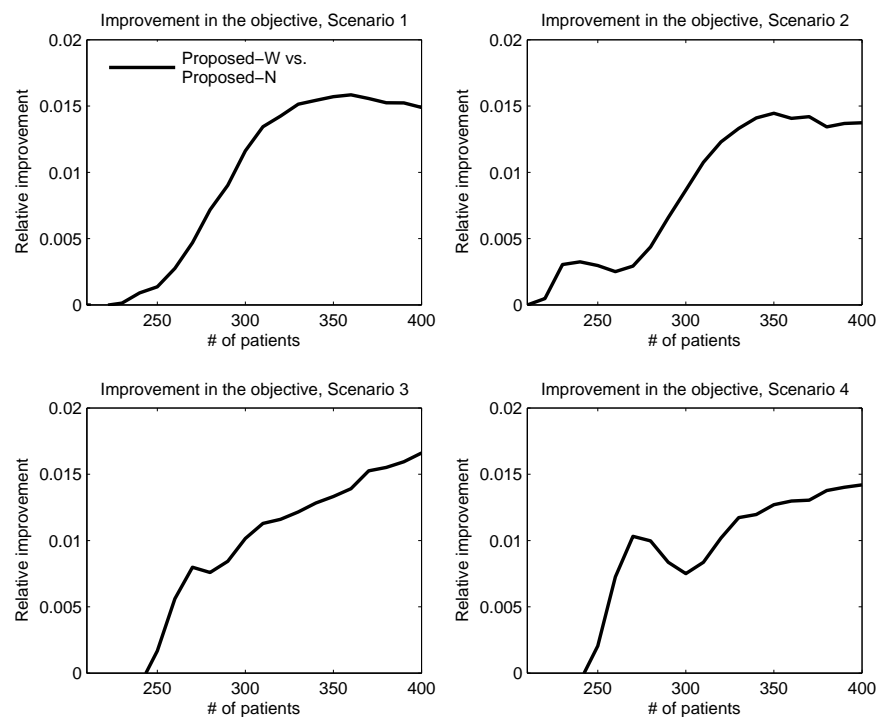 Improvement in the objective, Scenario 1
0.02
0.015
0.01
0.005
0
Relative improvement
Proposed−W vs.
Proposed−N
250 300 350 400
# of patients
Improvement in the objective, Scenario 2
0.02
0.015
0.01
0.005
0
Relative improvement
250 300 350 400
# of patients
Improvement in the objective, Scenario 3
0.02
0.015
0.01
0.005
0
Relative improvement
250 300 350 400
# of patients
Improvement in the objective, Scenario 4
0.02
0.015
0.01
0.005
0
Relative improvement
250 300 350 400
# of patients